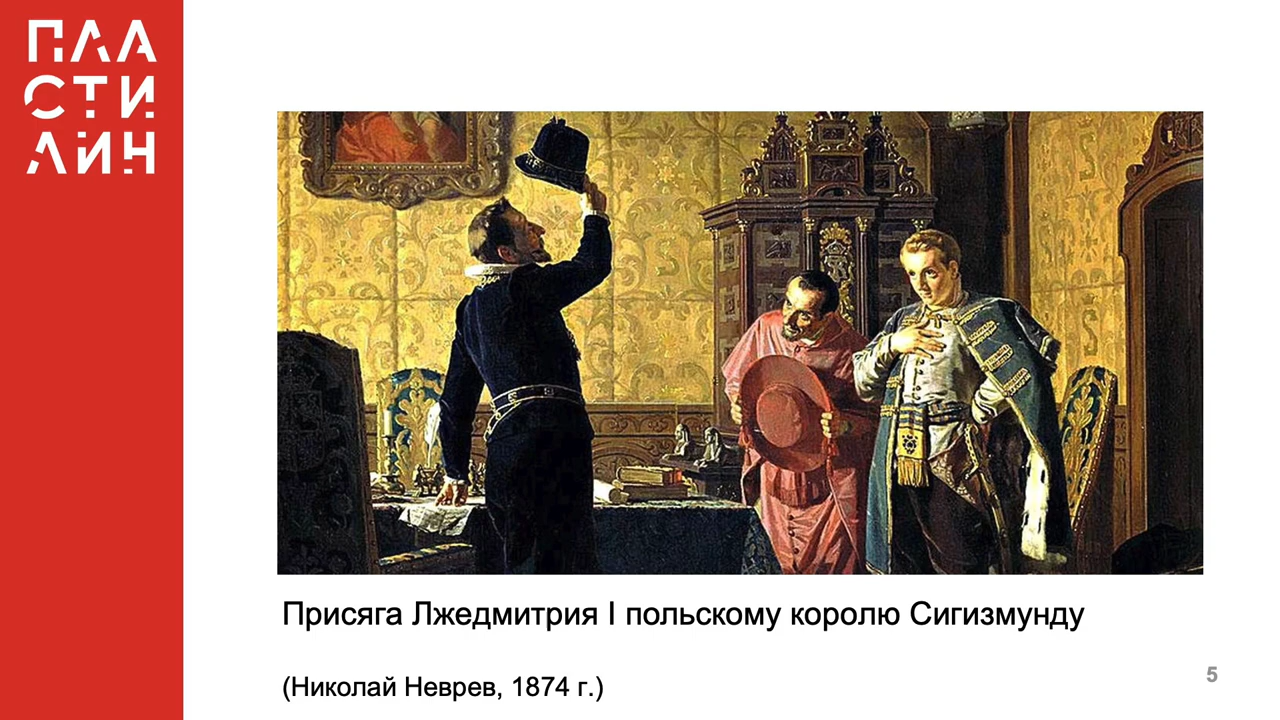 ПЛА
СТИ
ЛИН
Присяга Лжедмитрия I польскому королю Сигизмунду
(Николай Неврев, 1874 г.)
5